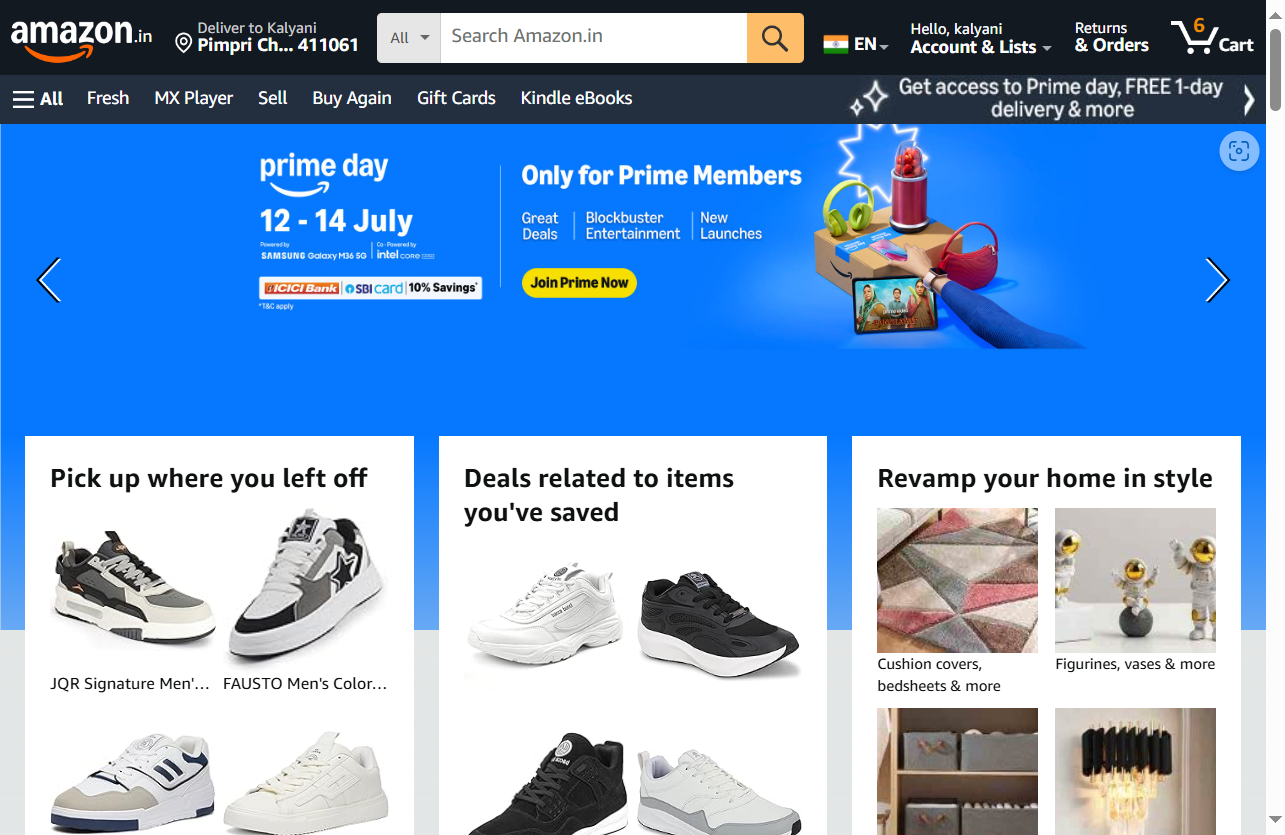 amazon.in
Deliver to Kalyani
Pimpri Ch... 411061
All
Search Amazon.in
EN
Hello, kalyani
Account & Lists
Returns
& Orders
6
Cart
All
Fresh
MX Player
Sell
Buy Again
Gift Cards
Kindle eBooks
Get access to Prime day, FREE 1-day
delivery & more
prime day
12 - 14 July
Powered by
SAMSUNG Galaxy M36 5G
Co - Powered by
intel CORE
ICICI Bank
SBI card
10% Savings*
*T&C apply
Only for Prime Members
Great
Deals
Blockbuster
Entertainment
New
Launches
Join Prime Now
Pick up where you left off
JQR Signature Men'...
FAUSTO Men's Color...
Deals related to items
you've saved
Revamp your home in style
Cushion covers,
bedsheets & more
Figurines, vases & more